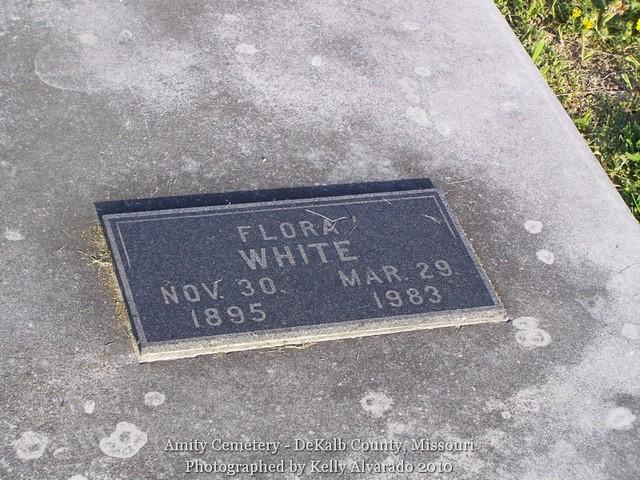 FLORA
WHITE
NOV. 30 MAR. 29
1895 1983
Amity Cemetery - DeKalb County, Missouri
Photographed by Kelly Alvarado 2010